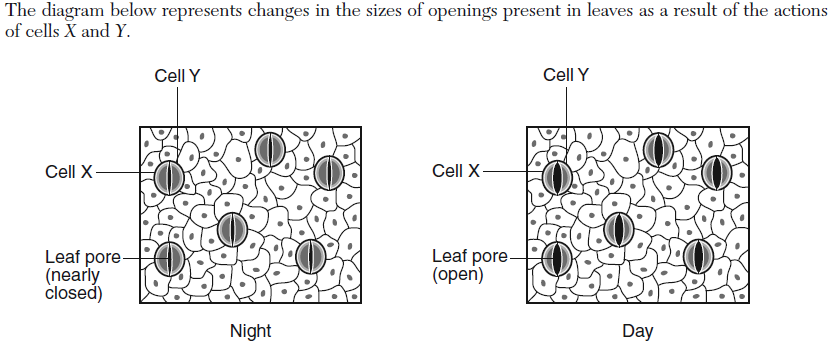 The diagram below represents changes in the sizes of openings present in leaves as a result of the actions
of cells X and Y.
Cell Y
Cell X
Leaf pore
(nearly
closed)
Night
Cell Y
Cell X
Leaf pore
(open)
Day